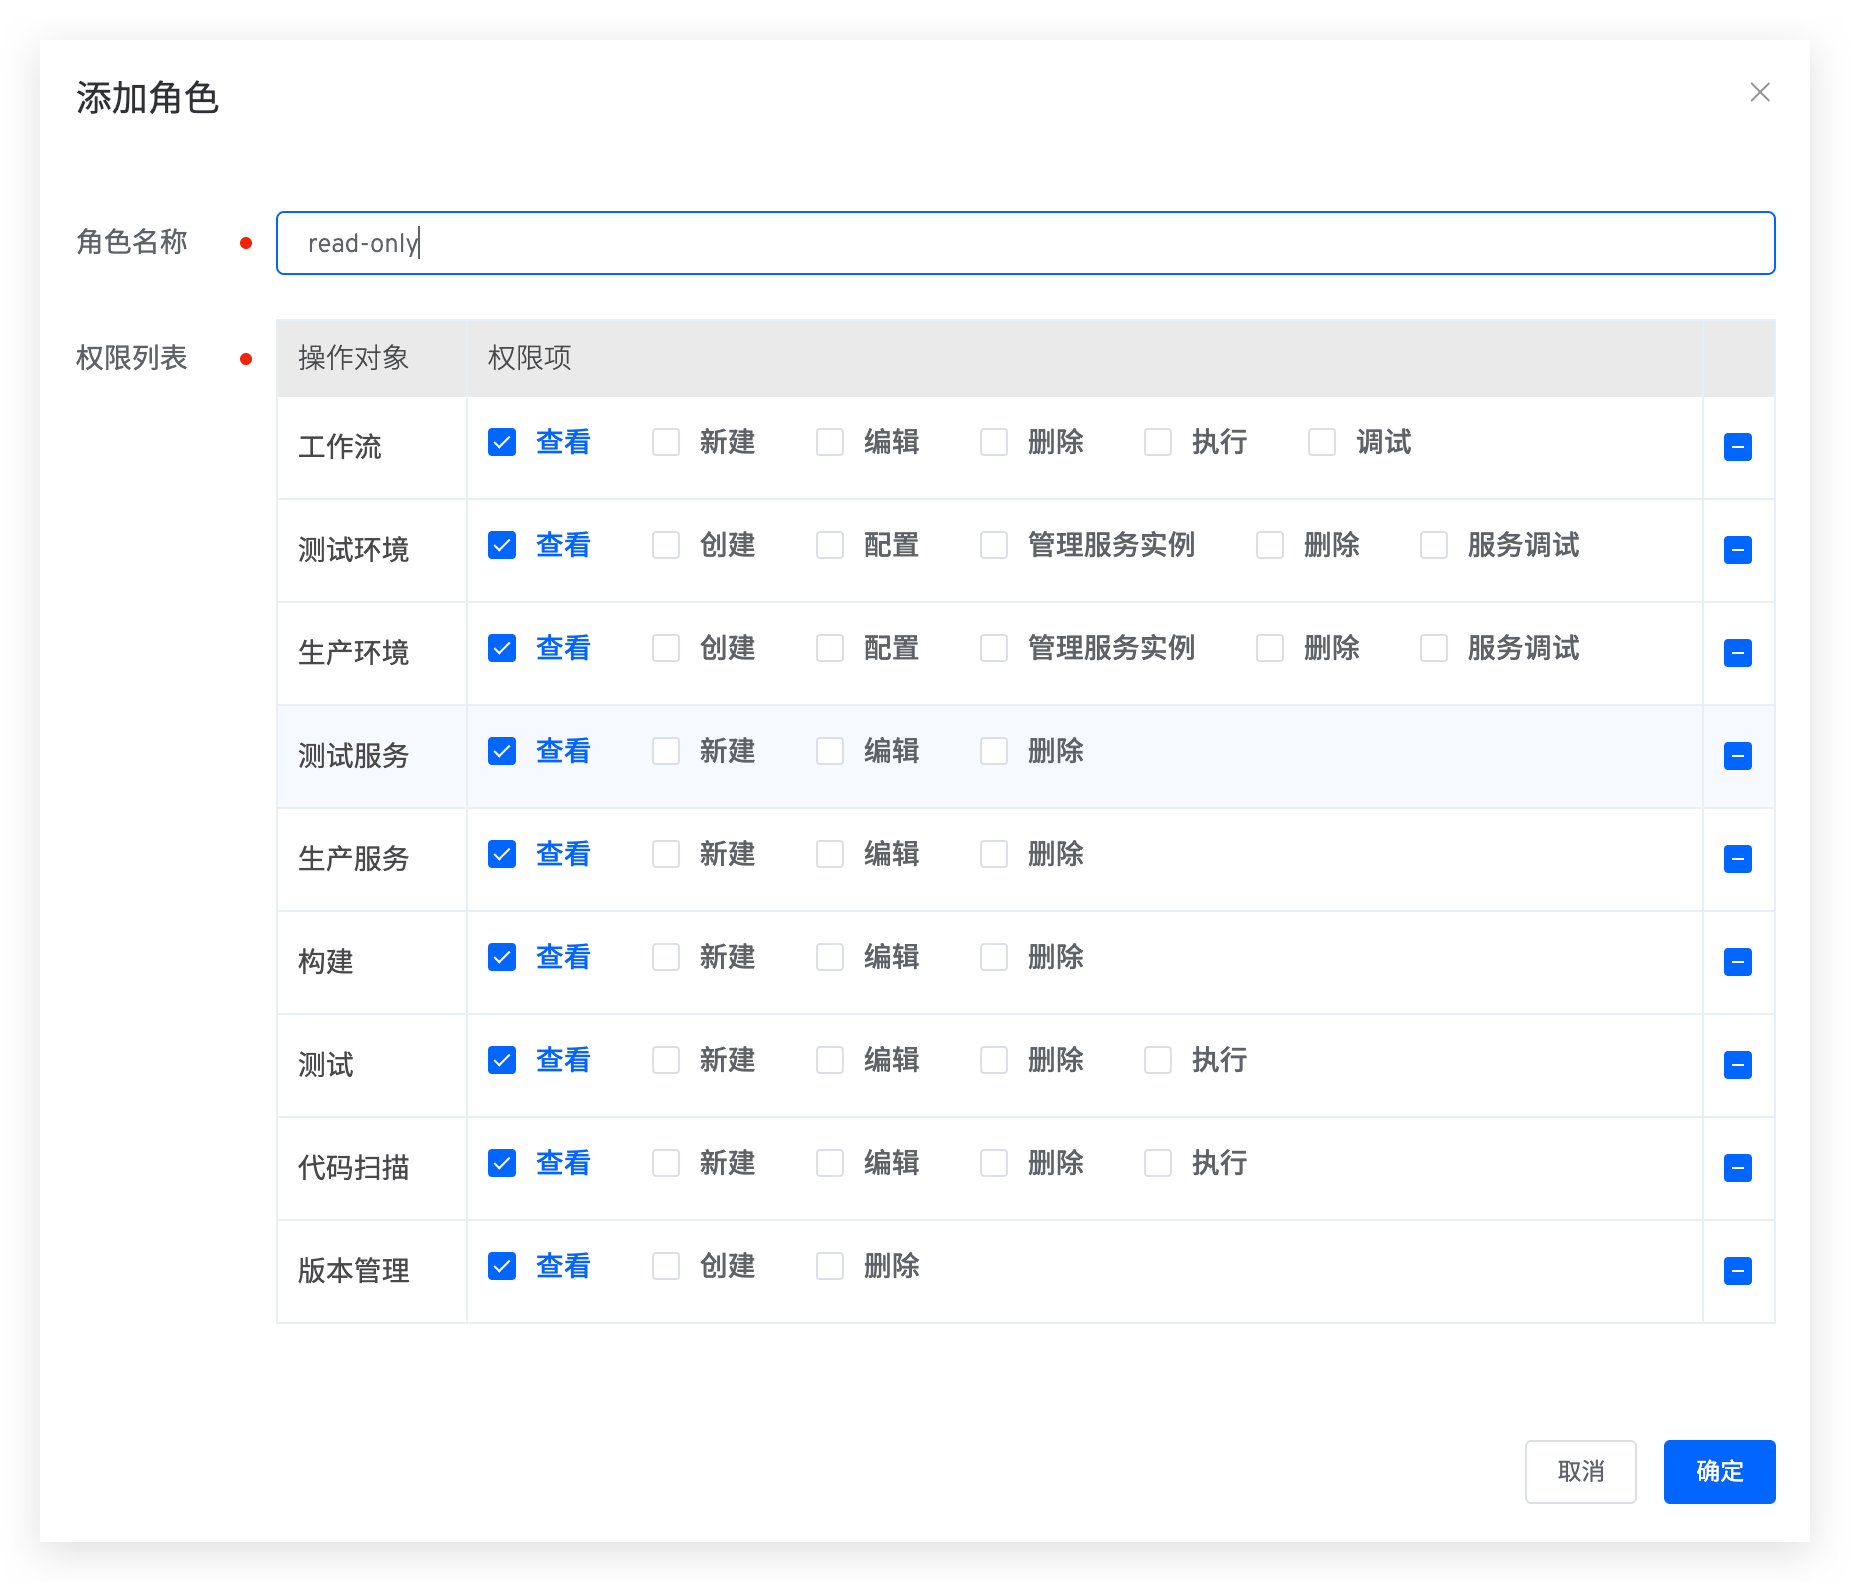 添加角色
角色名称 read-only
权限列表 操作对象 权限项
工作流 查看 新建 编辑 删除 执行 调试
测试环境 查看 创建 配置 管理服务实例 删除 服务调试
生产环境 查看 创建 配置 管理服务实例 删除 服务调试
测试服务 查看 新建 编辑 删除
生产服务 查看 新建 编辑 删除
构建 查看 新建 编辑 删除
测试 查看 新建 编辑 删除 执行
代码扫描 查看 新建 编辑 删除 执行
版本管理 查看 创建 删除
取消 确定